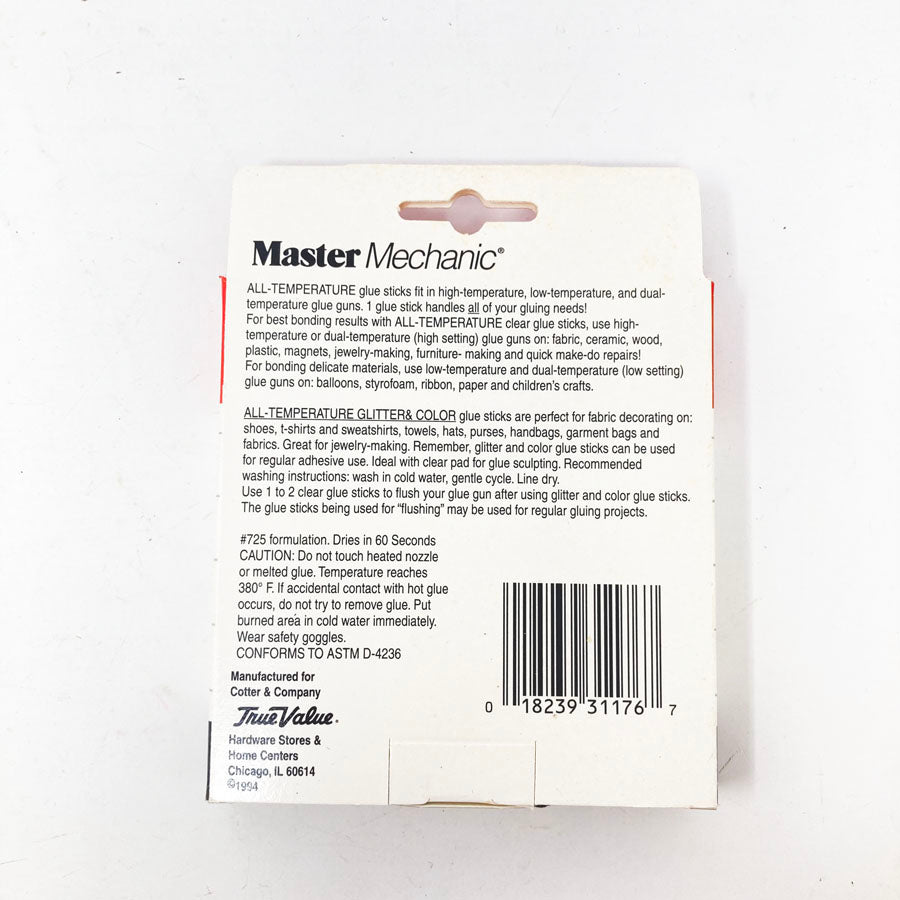 Master Mechanic®
ALL-TEMPERATURE glue sticks fit in high-temperature, low-temperature, and dual-
temperature glue guns. 1 glue stick handles all of your gluing needs!
For best bonding results with ALL-TEMPERATURE clear glue sticks, use high-
temperature or dual-temperature (high setting) glue guns on: fabric, ceramic, wood,
plastic, magnets, jewelry-making, furniture- making and quick make-do repairs!
For bonding delicate materials, use low-temperature and dual-temperature (low setting)
glue guns on: balloons, styrofoam, ribbon, paper and children's crafts.
ALL-TEMPERATURE GLITTER& COLOR glue sticks are perfect for fabric decorating on:
shoes, t-shirts and sweatshirts, towels, hats, purses, handbags, garment bags and
fabrics. Great for jewelry-making. Remember, glitter and color glue sticks can be used
for regular adhesive use. Ideal with clear pad for glue sculpting. Recommended
washing instructions: wash in cold water, gentle cycle. Line dry.
Use 1 to 2 clear glue sticks to flush your glue gun after using glitter and color glue sticks.
The glue sticks being used for "flushing" may be used for regular gluing projects.
#725 formulation. Dries in 60 Seconds
CAUTION: Do not touch heated nozzle
or melted glue. Temperature reaches
380° F. If accidental contact with hot glue
occurs, do not try to remove glue. Put
burned area in cold water immediately.
Wear safety goggles.
CONFORMS TO ASTM D-4236
Manufactured for
Cotter & Company
True Value®
Hardware Stores &
Home Centers
Chicago, IL 60614
©1994
0 18239 31176 7